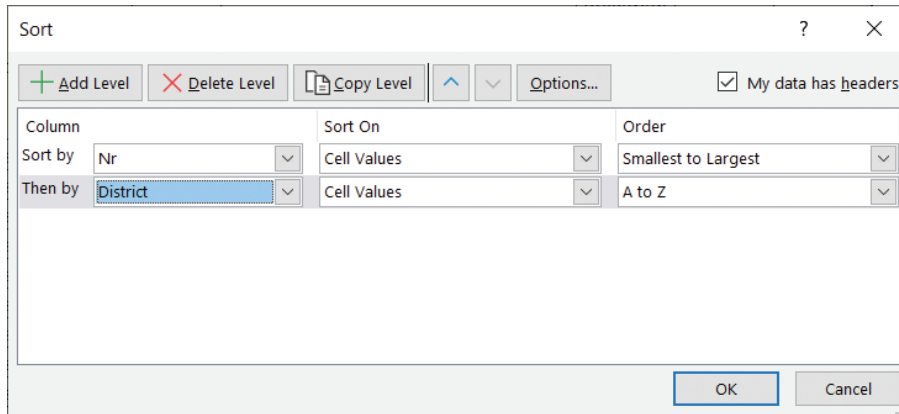 Sort ?
Add Level Delete Level Copy Level Options... My data has headers
Column Sort On Order
Sort by Nr Cell Values Smallest to Largest
Then by District Cell Values A to Z
OK Cancel